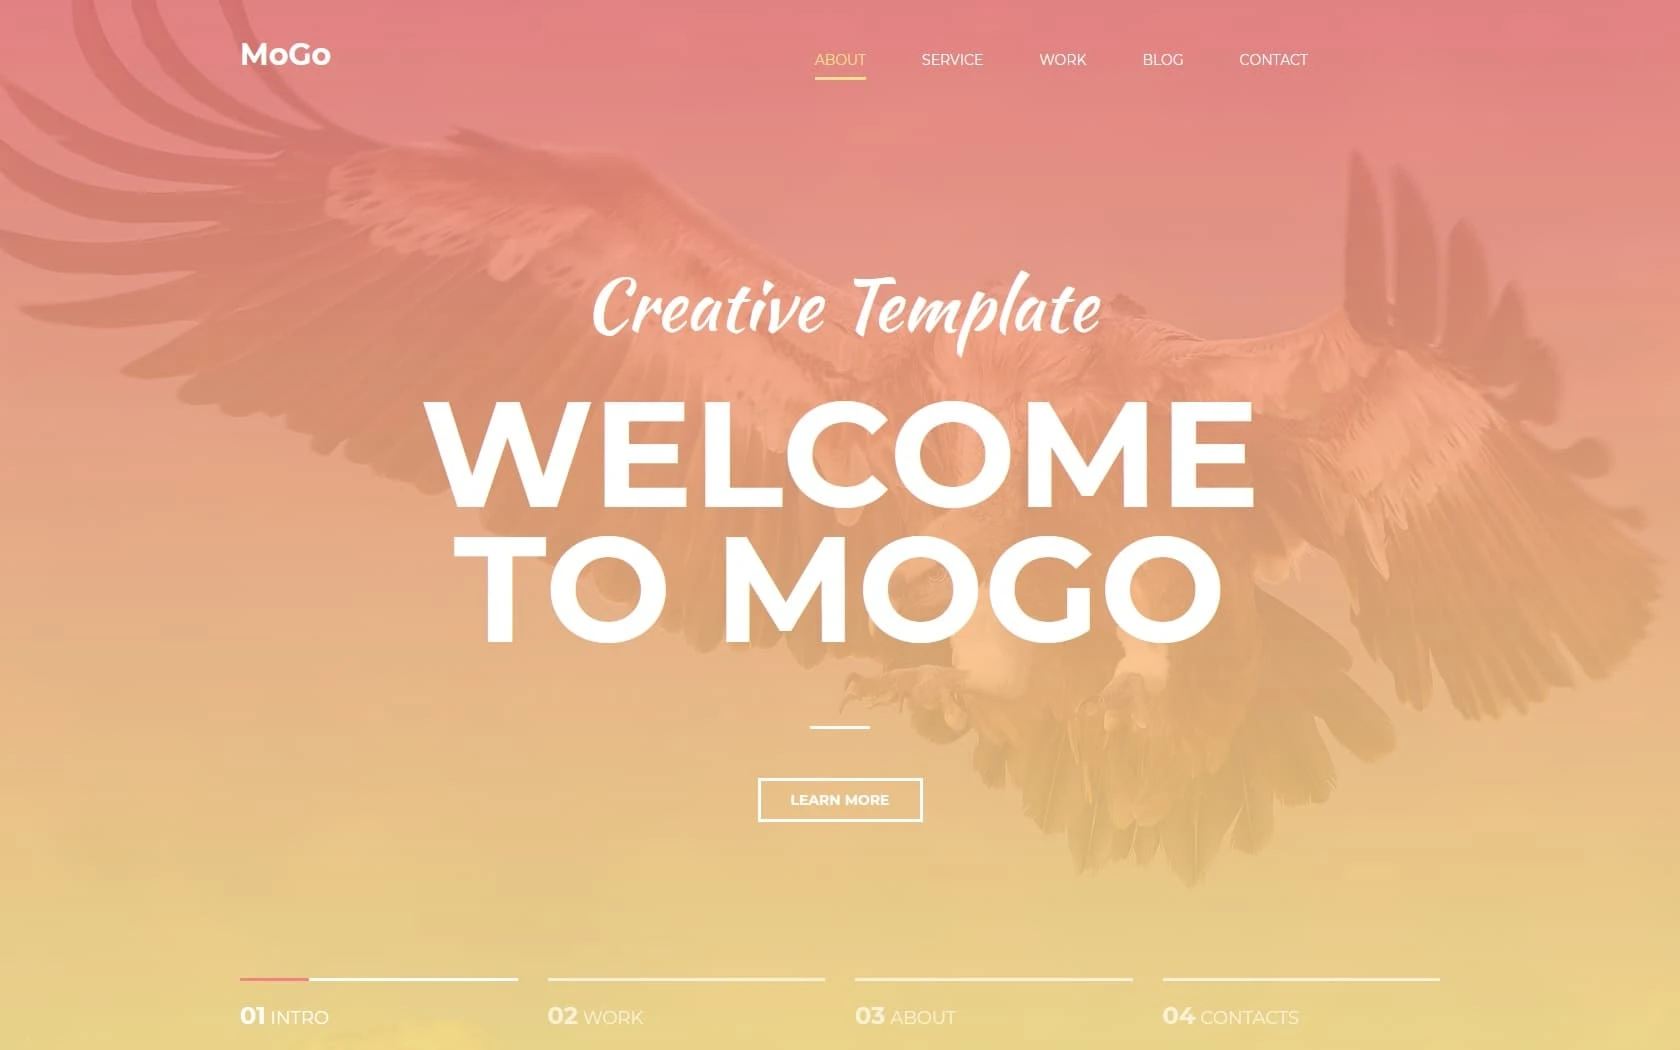 MoGo
ABOUT SERVICE WORK BLOG CONTACT
Creative Template
WELCOME
TO MOGO
LEARN MORE
01 INTRO 02 WORK 03 ABOUT 04 CONTACTS